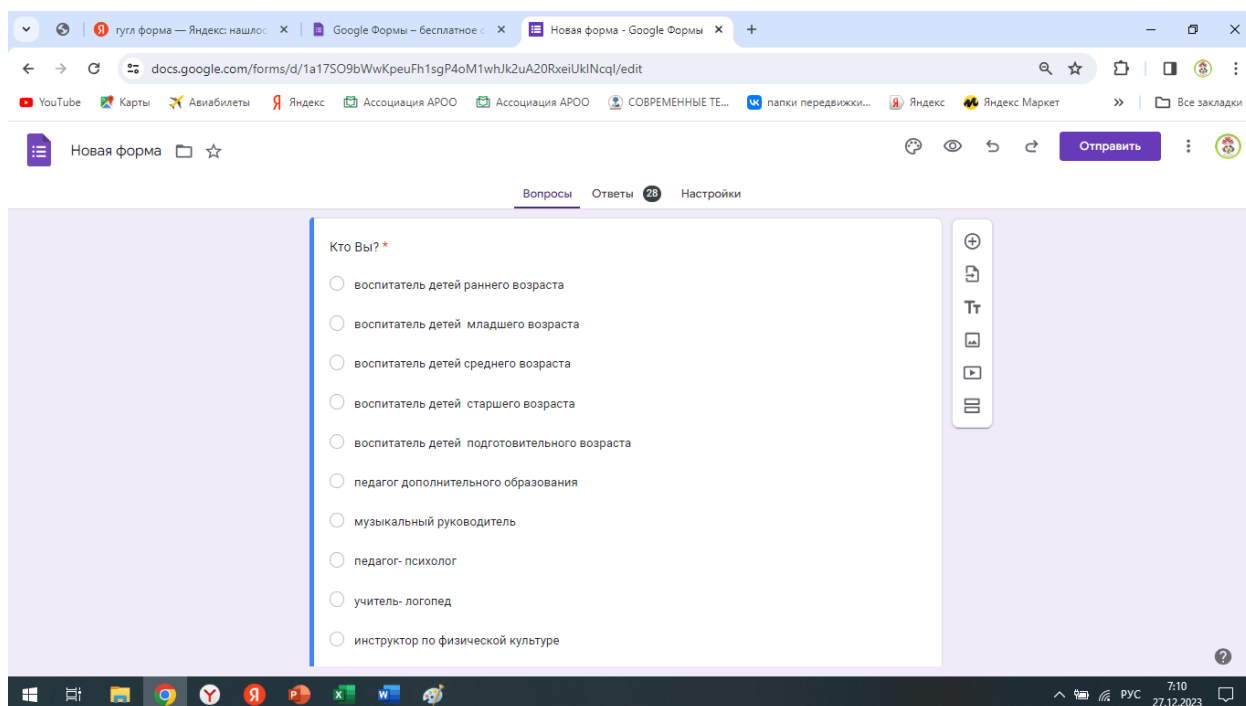 гугл форма — Яндекс: нашлос
Google Формы – бесплатное с
Новая форма - Google Формы
docs.google.com/forms/d/1a17SO9bWwKpeuFh1sgP4oM1whJk2uA20RxeiUkINcqI/edit
YouTube Карты Авиабилеты Яндекс Ассоциация АРОО Ассоциация АРОО СОВРЕМЕННЫЕ ТЕ... папки передвижки... Яндекс Яндекс Маркет » Все закладки
Новая форма
Отправить
Вопросы Ответы 28 Настройки
Кто Вы? *
воспитатель детей раннего возраста
воспитатель детей младшего возраста
воспитатель детей среднего возраста
воспитатель детей старшего возраста
воспитатель детей подготовительного возраста
педагог дополнительного образования
музыкальный руководитель
педагог- психолог
учитель- логопед
инструктор по физической культуре
РУС
7:10
27.12.2023